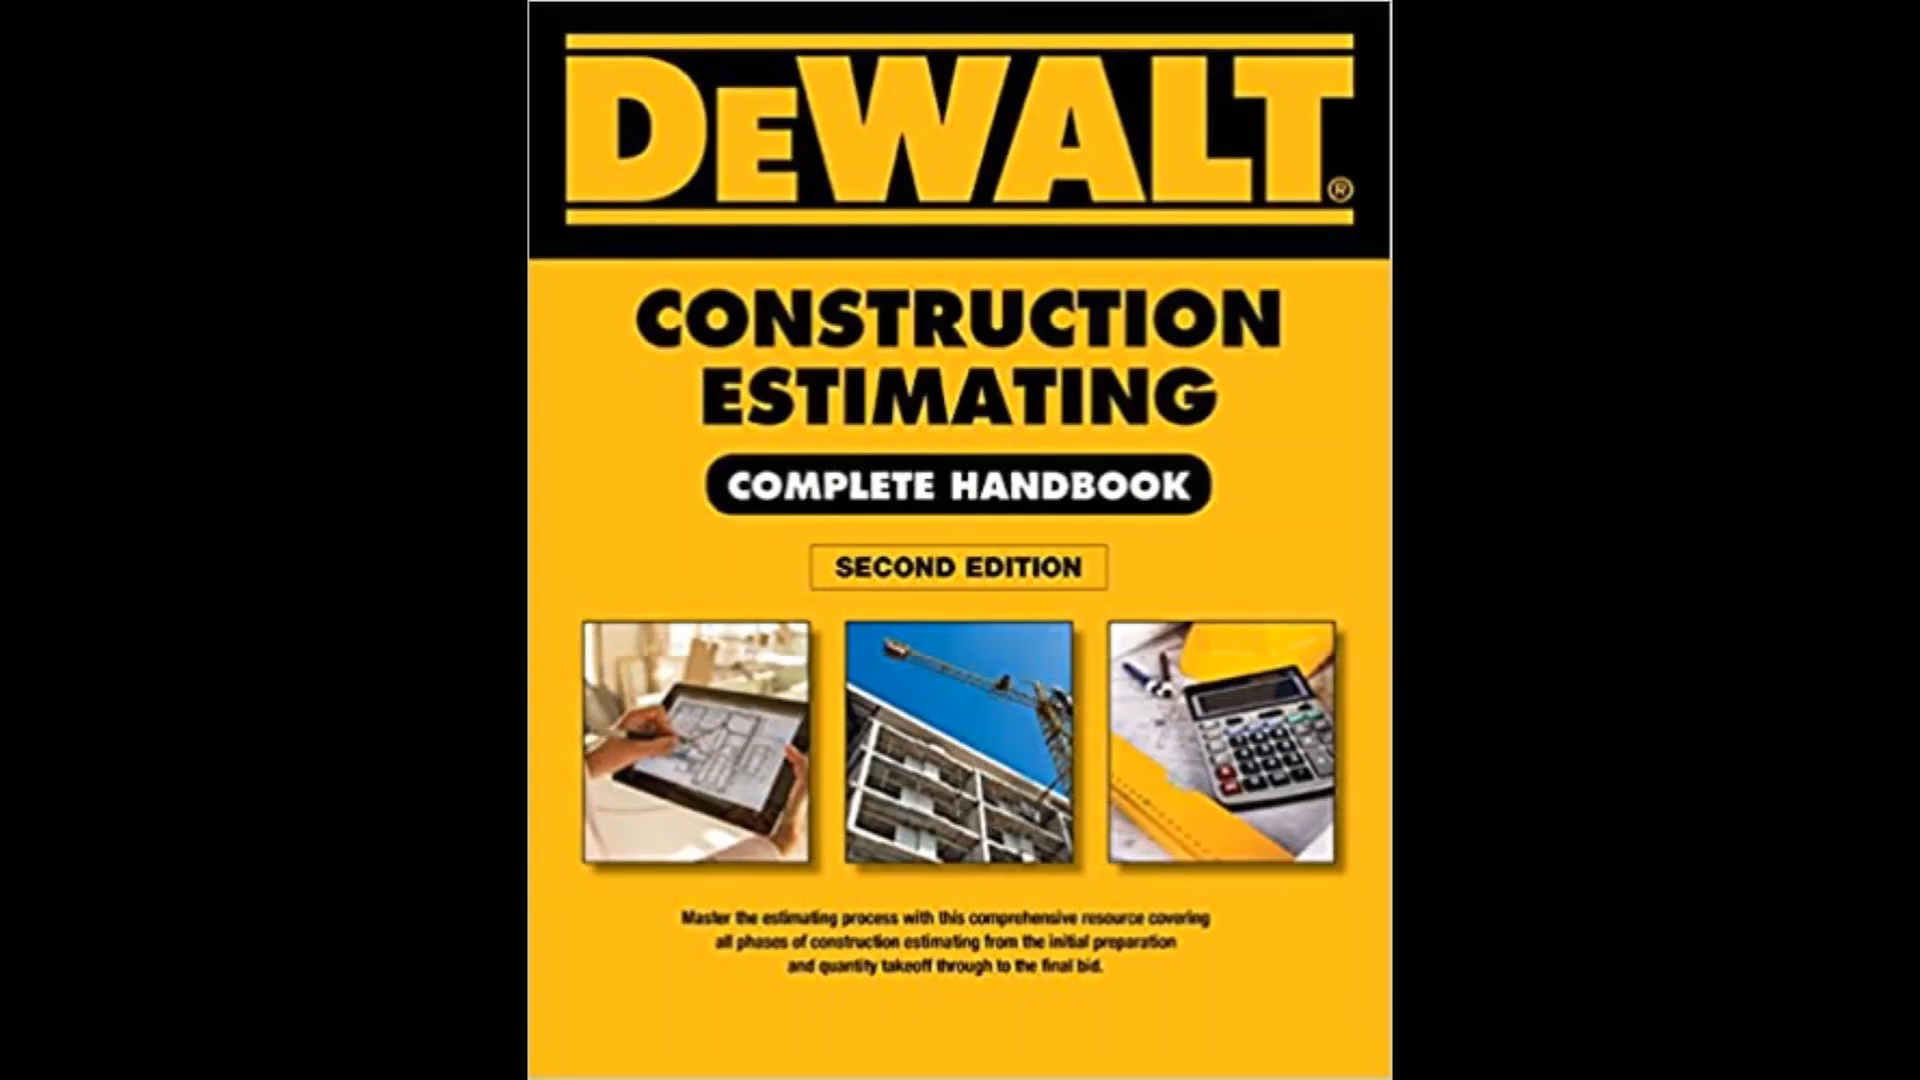 DEWALT®
CONSTRUCTION
ESTIMATING
COMPLETE HANDBOOK
SECOND EDITION
Master the estimating process with this comprehensive resource covering
all phases of construction estimating from the initial preparation
and quantity takeoff through to the final bid.